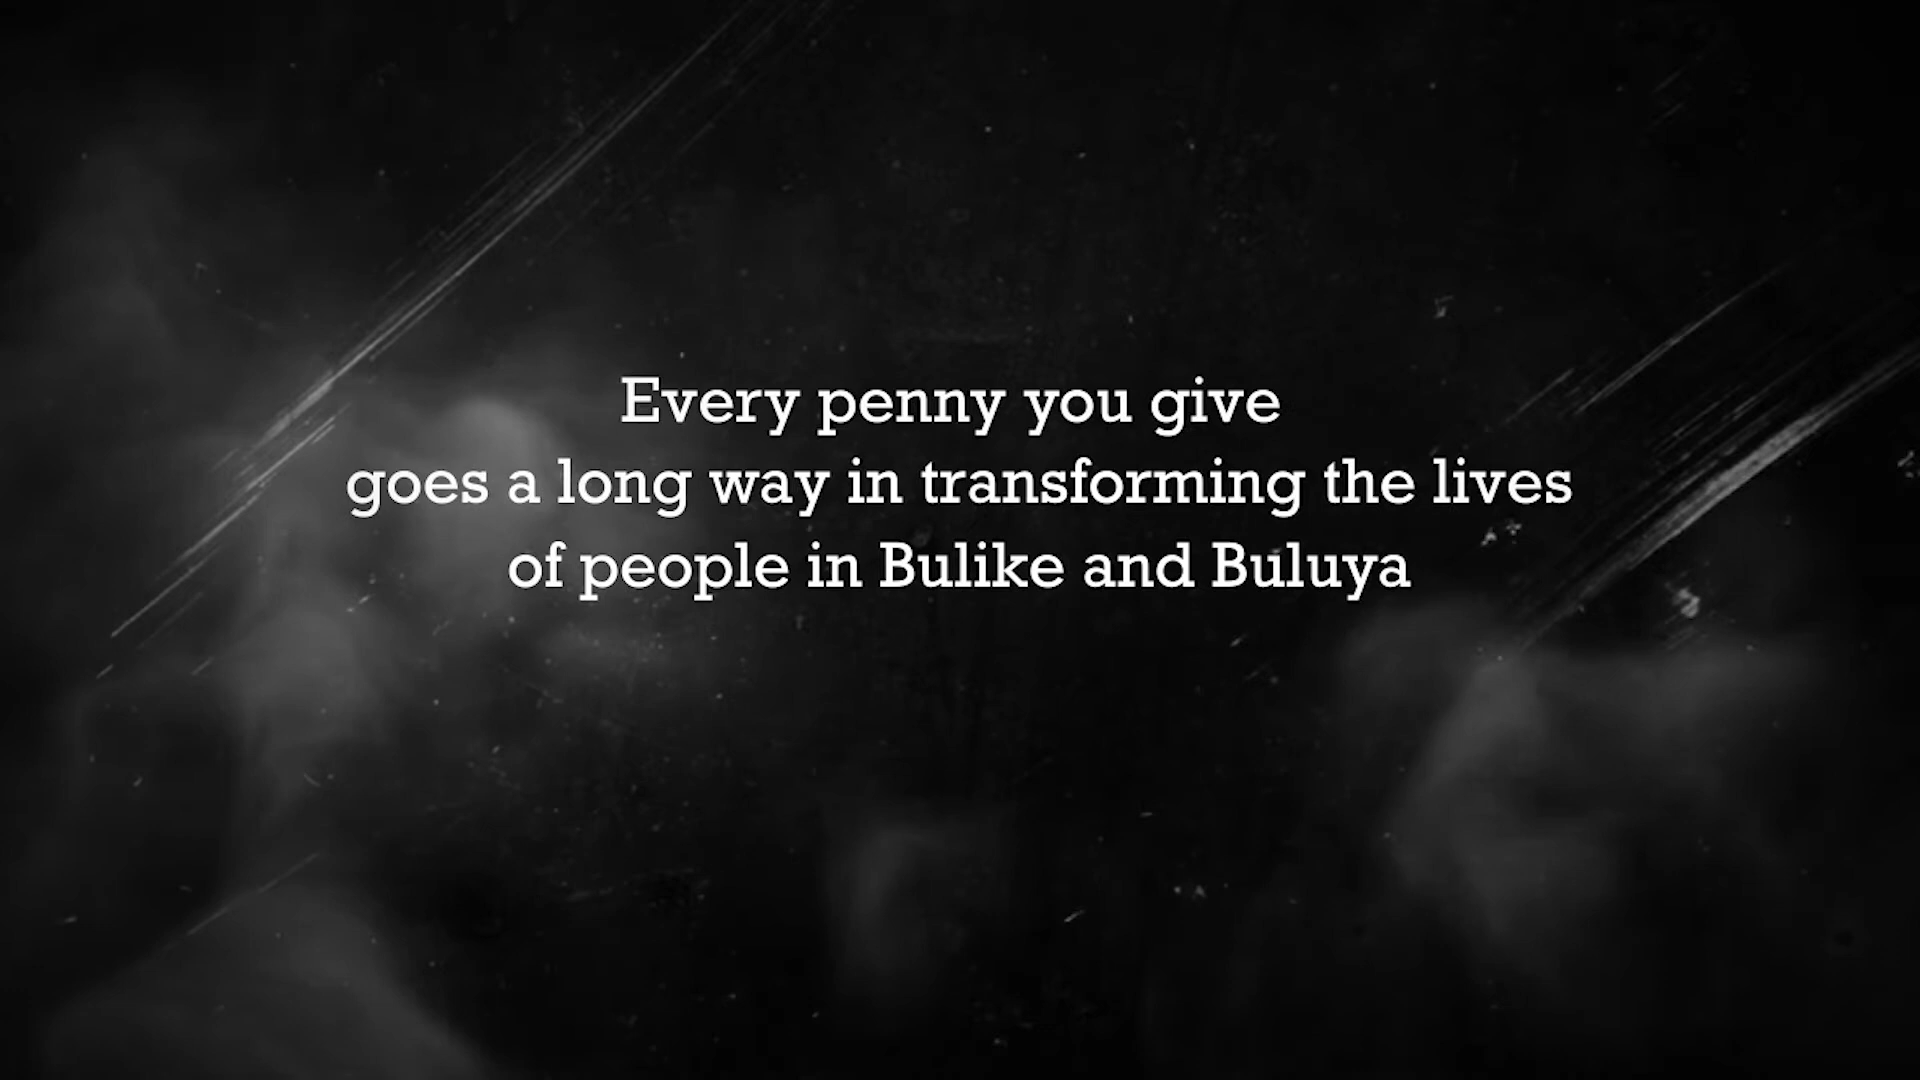 Every penny you give
goes a long way in transforming the lives
of people in Bulike and Buluya